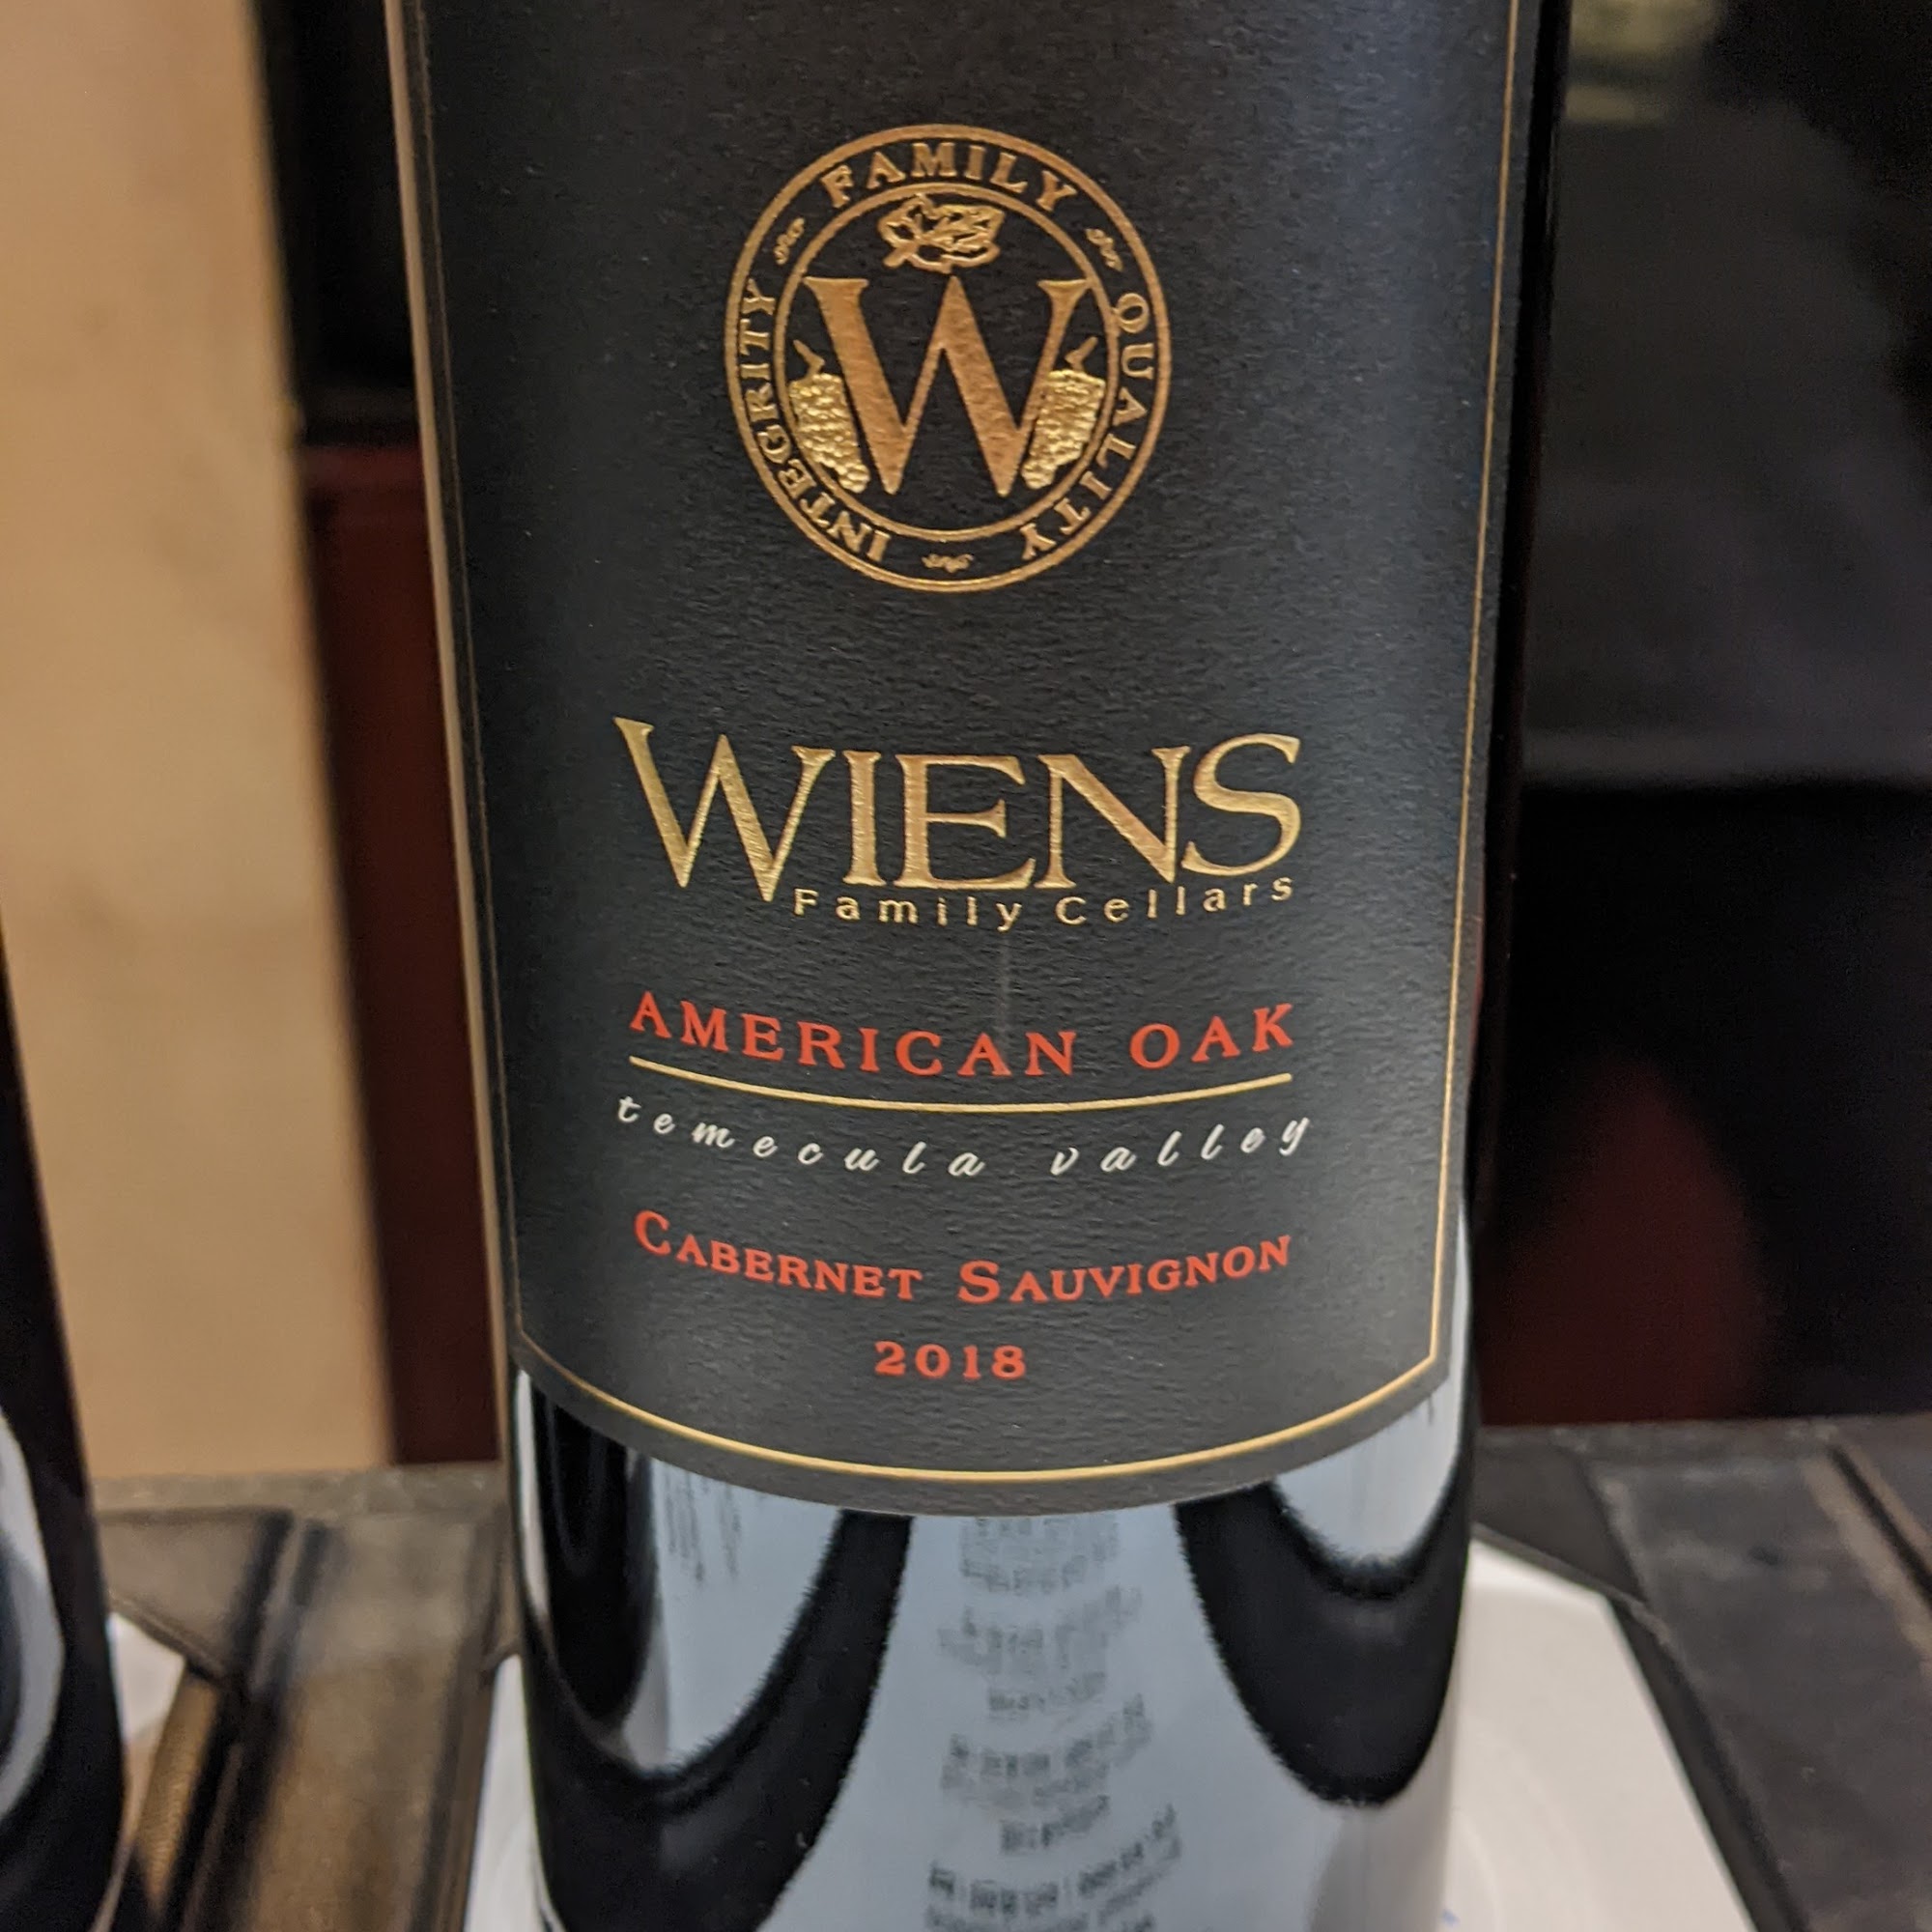 FAMILY
INTEGRITY
QUALITY
W
WIENS
Family Cellars
AMERICAN OAK
temecula valley
CABERNET SAUVIGNON
2018